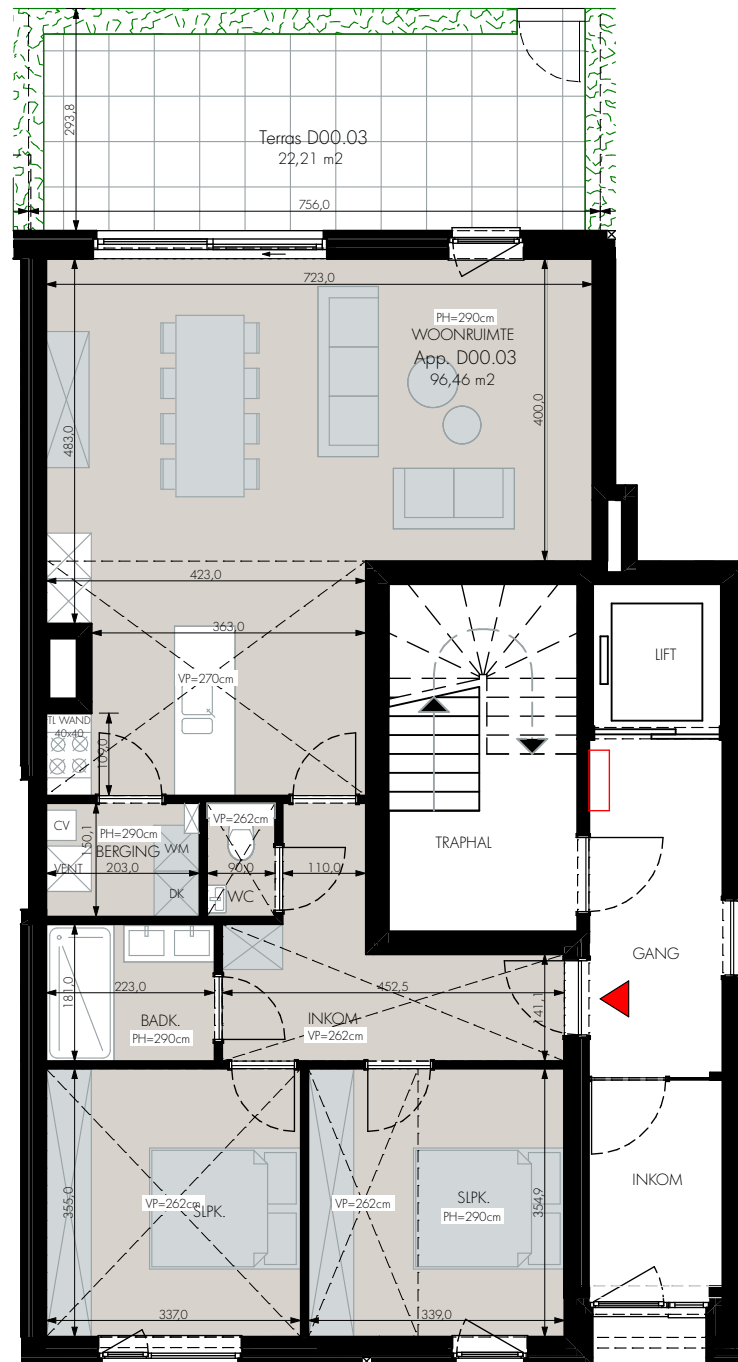 293,8
Terras D00.03
22,21 m2
756,0
723,0
PH=290cm
WOONRUIMTE
App. D00.03
96,46 m2
400,0
483,0
423,0
363,0
LIFT
VP=270cm
TL WAND
40x40
109,0
VP=262cm
CV
PH=290cm
150,1
BERGING
WM
TRAPHAL
VENT
203,0
90,0
110,0
DK
WC
GANG
181,0
223,0
452,5
141,1
BADK.
INKOM
PH=290cm
VP=262cm
INKOM
355,0
VP=262cm
SLPK.
VP=262cm
SLPK.
PH=290cm
354,9
337,0
339,0